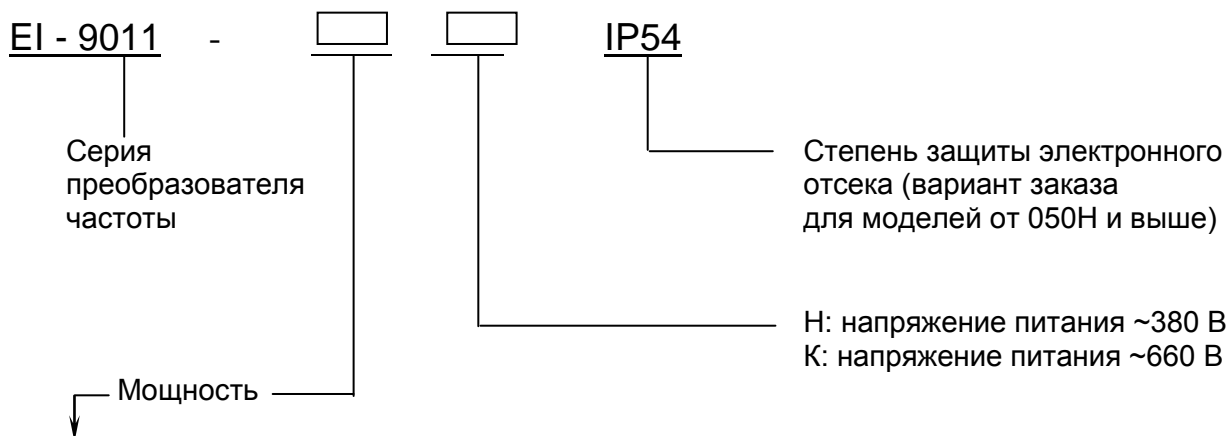 EI - 9011 - IP54
Серия
преобразователя
частоты
Степень защиты электронного
отсека (вариант заказа
для моделей от 050Н и выше)
Н: напряжение питания ~380 В
К: напряжение питания ~660 В
Мощность